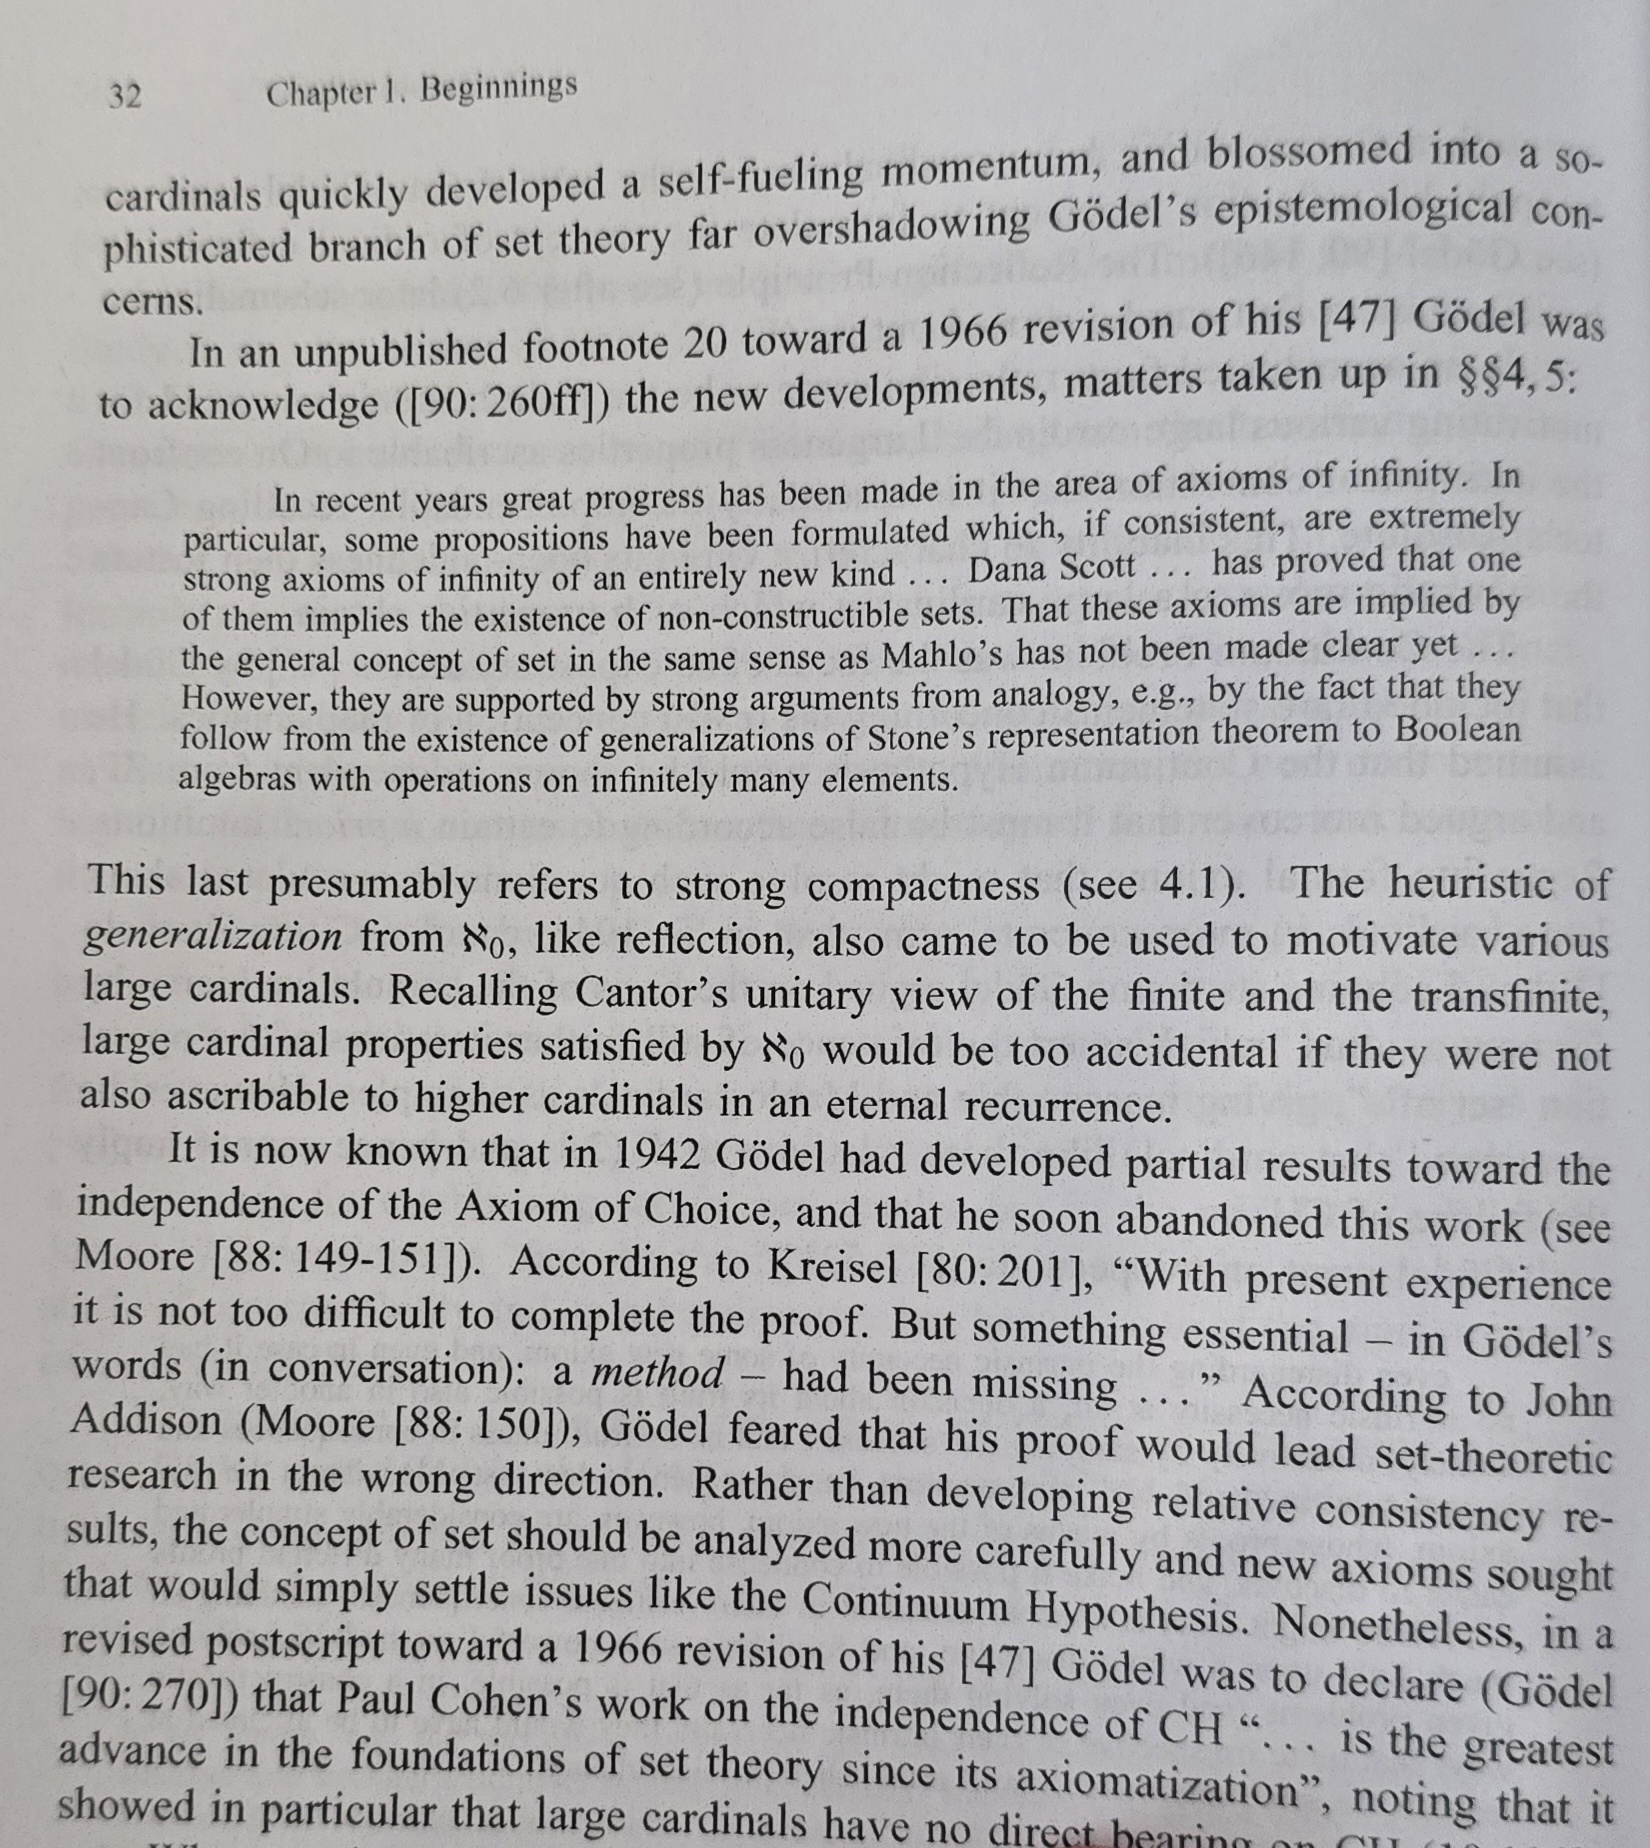 32 Chapter 1. Beginnings
cardinals quickly developed a self-fueling momentum, and blossomed into a so-
phisticated branch of set theory far overshadowing Gödel's epistemological con-
cerns.
In an unpublished footnote 20 toward a 1966 revision of his [47] Gödel was
to acknowledge ([90: 260ff]) the new developments, matters taken up in §§4, 5:
In recent years great progress has been made in the area of axioms of infinity. In
particular, some propositions have been formulated which, if consistent, are extremely
strong axioms of infinity of an entirely new kind ... Dana Scott ... has proved that one
of them implies the existence of non-constructible sets. That these axioms are implied by
the general concept of set in the same sense as Mahlo's has not been made clear yet ...
However, they are supported by strong arguments from analogy, e.g., by the fact that they
follow from the existence of generalizations of Stone's representation theorem to Boolean
algebras with operations on infinitely many elements.
This last presumably refers to strong compactness (see 4.1). The heuristic of
generalization from ℵ₀, like reflection, also came to be used to motivate various
large cardinals. Recalling Cantor's unitary view of the finite and the transfinite,
large cardinal properties satisfied by ℵ₀ would be too accidental if they were not
also ascribable to higher cardinals in an eternal recurrence.
It is now known that in 1942 Gödel had developed partial results toward the
independence of the Axiom of Choice, and that he soon abandoned this work (see
Moore [88: 149-151]). According to Kreisel [80: 201], “With present experience
it is not too difficult to complete the proof. But something essential – in Gödel's
words (in conversation): a method – had been missing ...” According to John
Addison (Moore [88: 150]), Gödel feared that his proof would lead set-theoretic
research in the wrong direction. Rather than developing relative consistency re-
sults, the concept of set should be analyzed more carefully and new axioms sought
that would simply settle issues like the Continuum Hypothesis. Nonetheless, in a
revised postscript toward a 1966 revision of his [47] Gödel was to declare (Gödel
[90: 270]) that Paul Cohen's work on the independence of CH “... is the greatest
advance in the foundations of set theory since its axiomatization”, noting that it
showed in particular that large cardinals have no direct bearing on CH